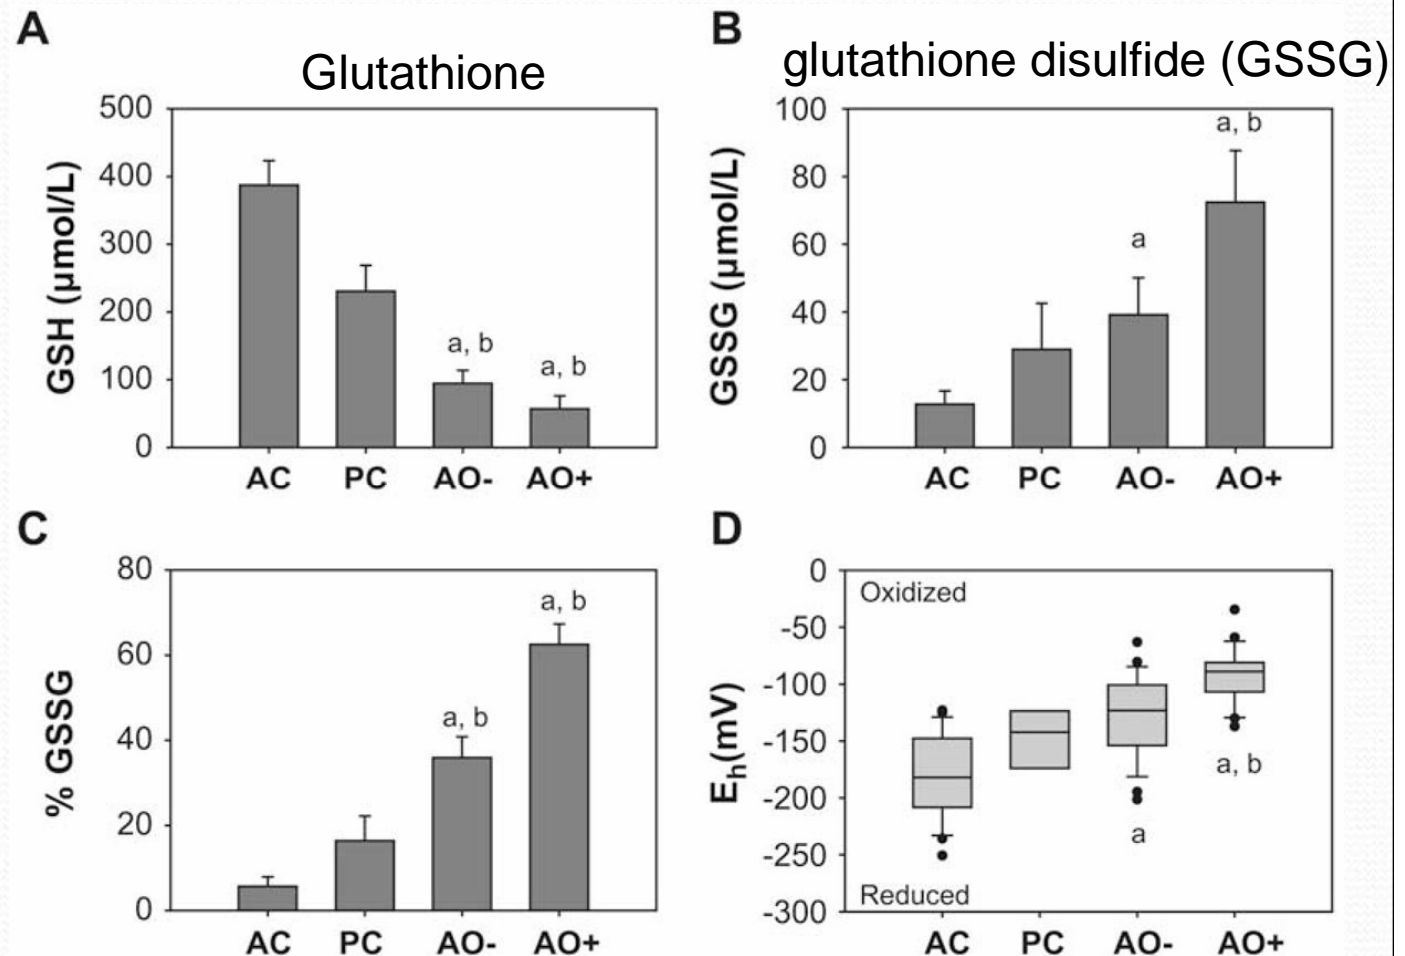 A
Glutathione
500
400
300
200
100
0
GSH (µmol/L)
a, b
a, b
AC PC AO- AO+
B
glutathione disulfide (GSSG)
100
80
60
40
20
0
GSSG (µmol/L)
a
a, b
AC PC AO- AO+
C
80
60
40
20
0
% GSSG
a, b
a, b
AC PC AO- AO+
D
0
-50
-100
-150
-200
-250
-300
Eh(mV)
Oxidized
a, b
a
Reduced
AC PC AO- AO+